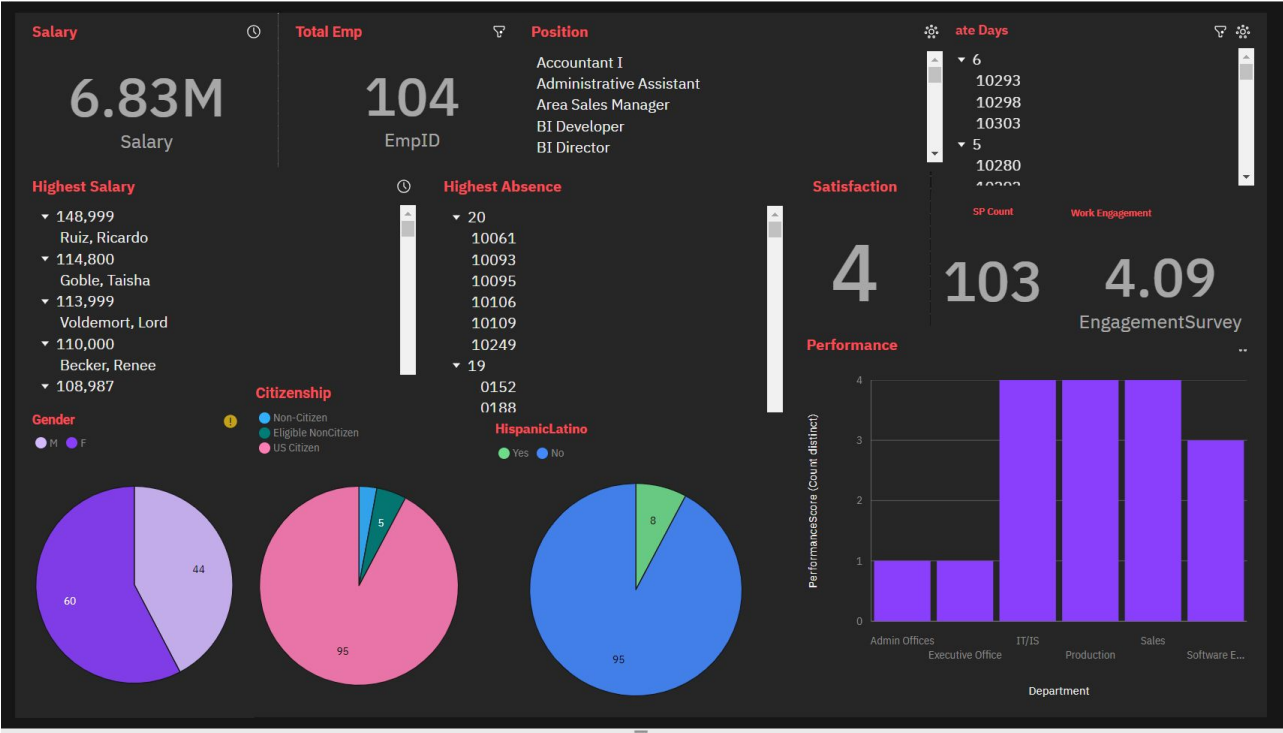 Salary
6.83M
Salary
Total Emp
104
EmpID
Position
Accountant I
Administrative Assistant
Area Sales Manager
BI Developer
BI Director
ate Days
6
10293
10298
10303
5
10280
Highest Salary
148,999
Ruiz, Ricardo
114,800
Goble, Taisha
113,999
Voldemort, Lord
110,000
Becker, Renee
108,987
Highest Absence
20
10061
10093
10095
10106
10109
10249
19
0152
0188
Satisfaction
4
SP Count
103
Work Engagement
4.09
EngagementSurvey
Gender
M F
44
60
Citizenship
Non-Citizen
Eligible NonCitizen
US Citizen
5
95
HispanicLatino
Yes No
8
95
Performance
PerformanceScore (Count distinct)
4
3
2
1
0
Admin Offices
Executive Office
IT/IS
Production
Sales
Software E...
Department